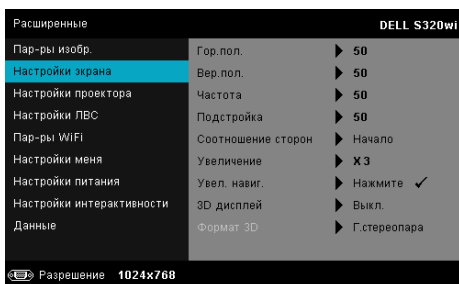 Расширенные DELL S320wi
Пар-ры изобр. Гор.пол. 50
Настройки экрана Вер.пол. 50
Настройки проектора Частота 50
Настройки ЛВС Подстройка 50
Пар-ры WiFi Соотношение сторон Начало
Настройки меня Увеличение X 3
Настройки питания Увел. навиг. Нажмите
Настройки интерактивности 3D дисплей Выкл.
Данные Формат 3D Г.стереопара
Разрешение 1024x768